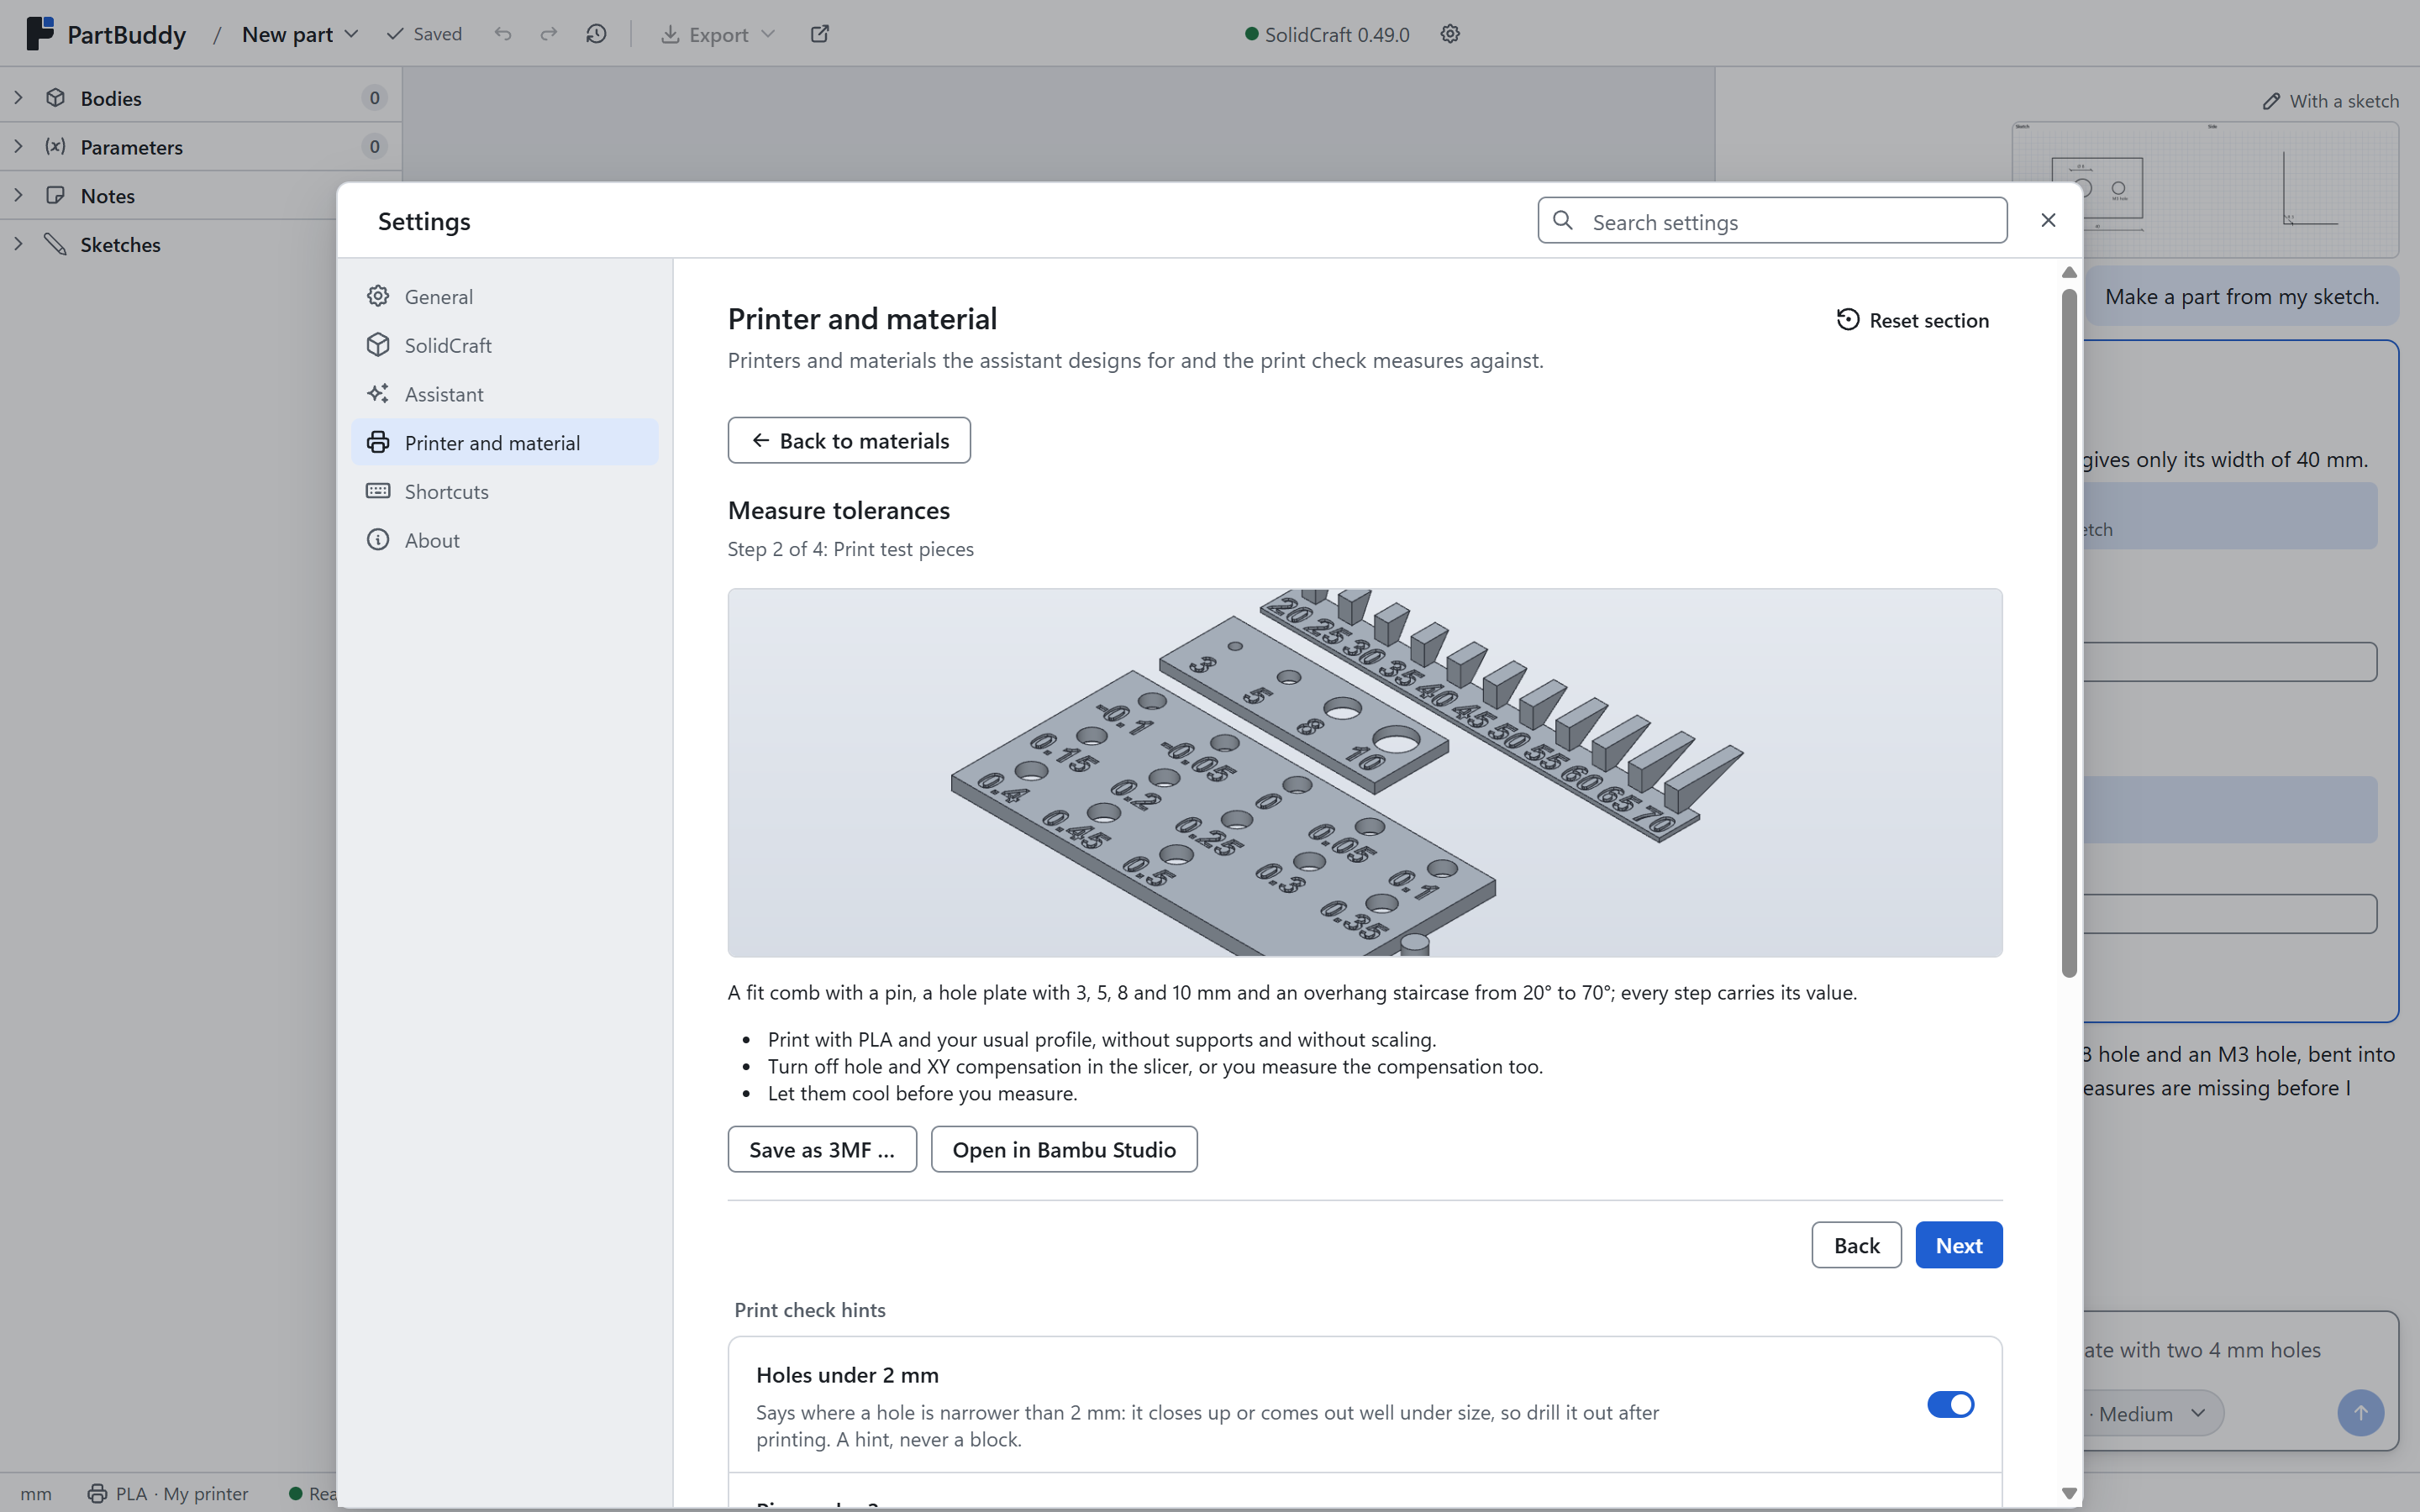 PartBuddy / New part Saved Export SolidCraft 0.49.0
Bodies 0
Parameters 0
Notes
Sketches
With a sketch
Sketch Side
Make a part from my sketch.
gives only its width of 40 mm.
etch
8 hole and an M3 hole, bent into
easures are missing before I
ate with two 4 mm holes
· Medium
Settings
Search settings
General
SolidCraft
Assistant
Printer and material
Shortcuts
About
Printer and material
Reset section
Printers and materials the assistant designs for and the print check measures against.
Back to materials
Measure tolerances
Step 2 of 4: Print test pieces
20 25 30 35 40 45 50 55 60 65 70
3 5 8 10
-0.1 -0.05 0 0.05 0.1
0.15 0.2 0.25 0.3 0.35
0.4 0.45 0.5
A fit comb with a pin, a hole plate with 3, 5, 8 and 10 mm and an overhang staircase from 20° to 70°; every step carries its value.
• Print with PLA and your usual profile, without supports and without scaling.
• Turn off hole and XY compensation in the slicer, or you measure the compensation too.
• Let them cool before you measure.
Save as 3MF ...
Open in Bambu Studio
Back
Next
Print check hints
Holes under 2 mm
Says where a hole is narrower than 2 mm: it closes up or comes out well under size, so drill it out after
printing. A hint, never a block.
mm PLA · My printer Rea